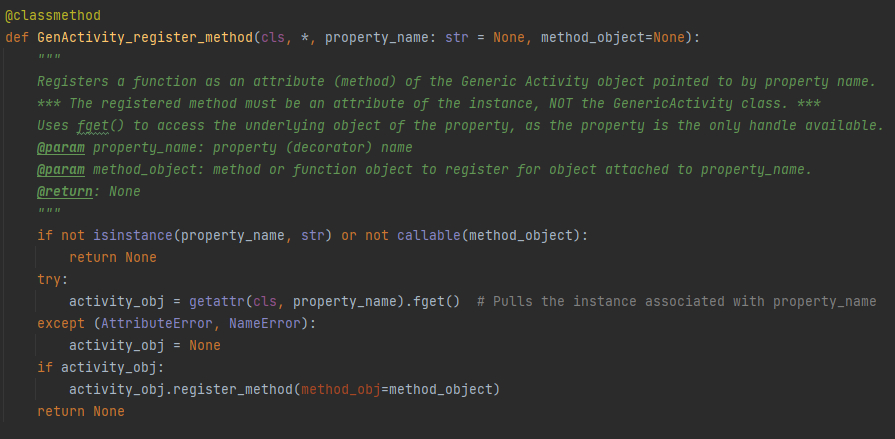 @classmethod
def GenActivity_register_method(cls, *, property_name: str = None, method_object=None):
    """
    Registers a function as an attribute (method) of the Generic Activity object pointed to by property name.
    *** The registered method must be an attribute of the instance, NOT the GenericActivity class. ***
    Uses fget() to access the underlying object of the property, as the property is the only handle available.
    @param property_name: property (decorator) name
    @param method_object: method or function object to register for object attached to property_name.
    @return: None
    """
    if not isinstance(property_name, str) or not callable(method_object):
        return None
    try:
        activity_obj = getattr(cls, property_name).fget()  # Pulls the instance associated with property_name
    except (AttributeError, NameError):
        activity_obj = None
    if activity_obj:
        activity_obj.register_method(method_obj=method_object)
    return None